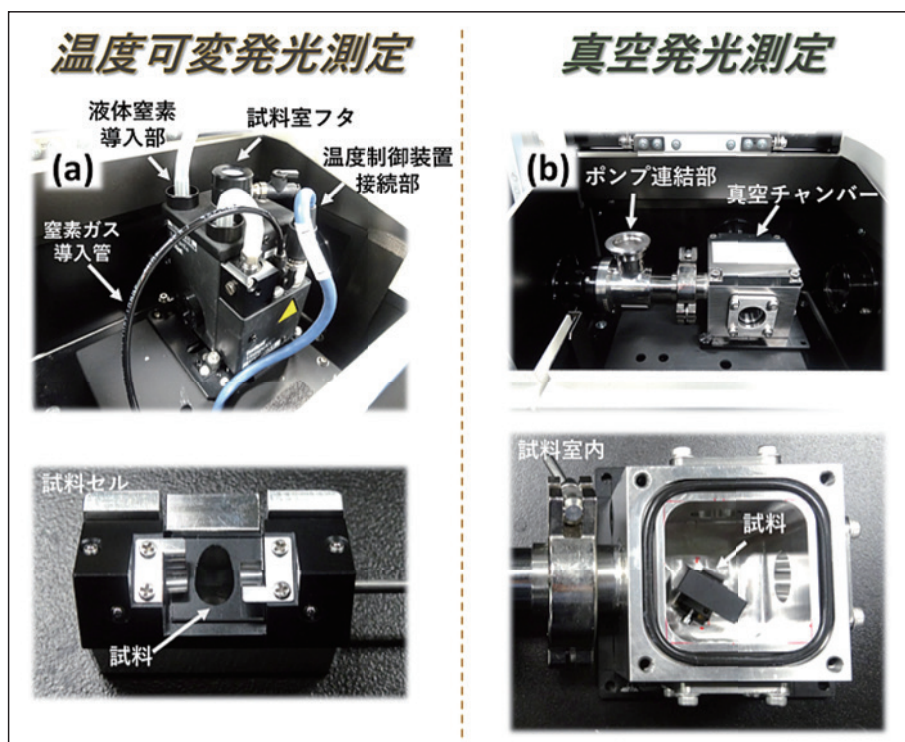 温度可変発光測定
液体窒素
導入部
試料室フタ
温度制御装置
接続部
(a)
窒素ガス
導入管
試料セル
試料
真空発光測定
(b)
ポンプ連結部
真空チャンバー
試料室内
試料